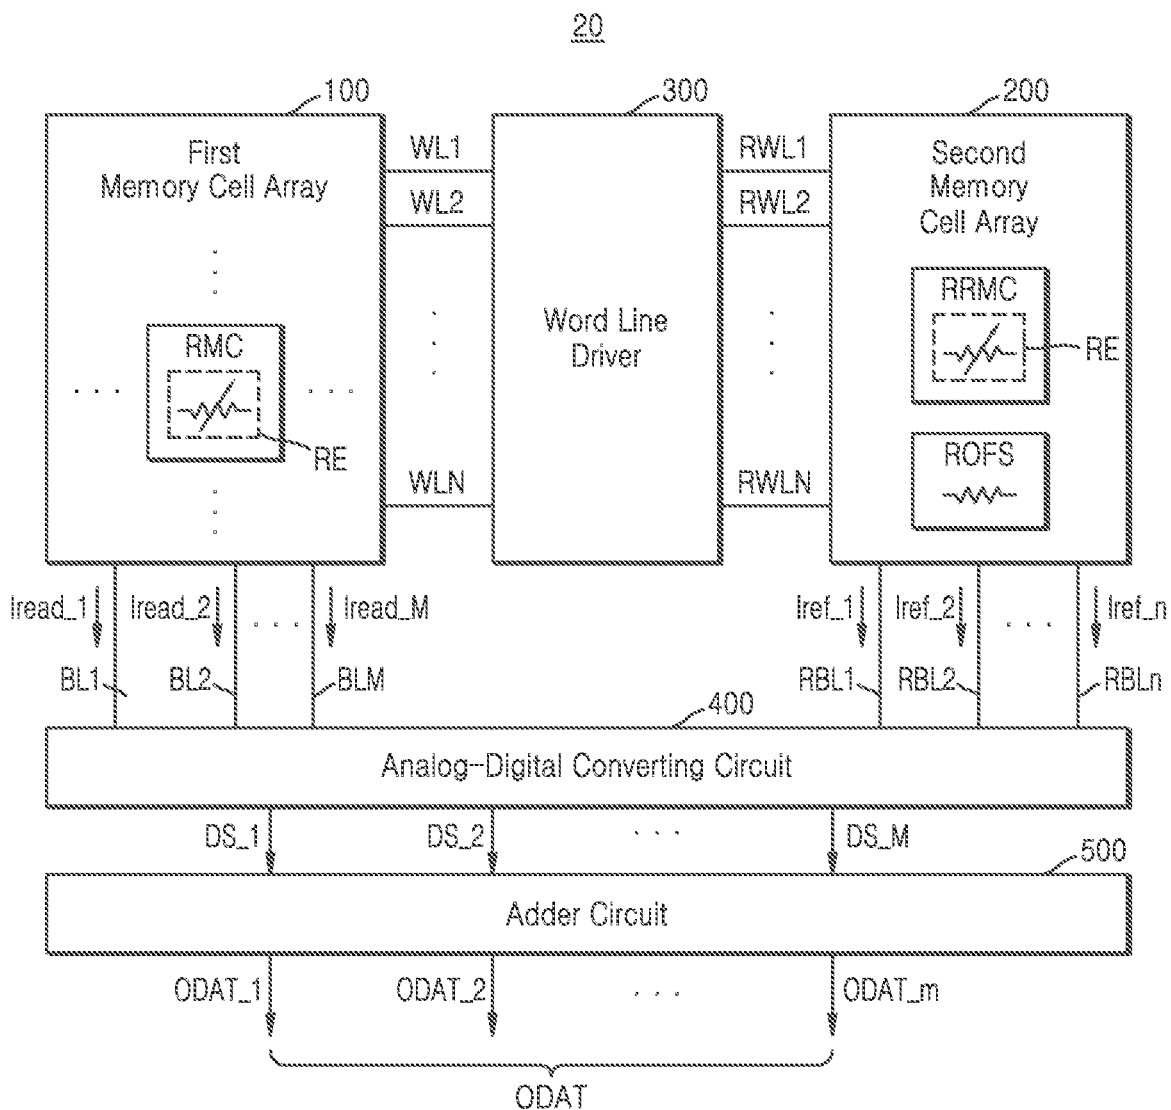 20
100
300
200
First
Memory Cell Array
WL1
RWL1
Second
Memory
Cell Array
WL2
RWL2
RMC
RE
Word Line
Driver
RRMC
RE
ROFS
WLN
RWLN
Iread_1
Iread_2
Iread_M
Iref_1
Iref_2
Iref_n
BL1
BL2
BLM
RBL1
RBL2
RBLn
400
Analog-Digital Converting Circuit
DS_1
DS_2
DS_M
500
Adder Circuit
ODAT_1
ODAT_2
ODAT_m
ODAT